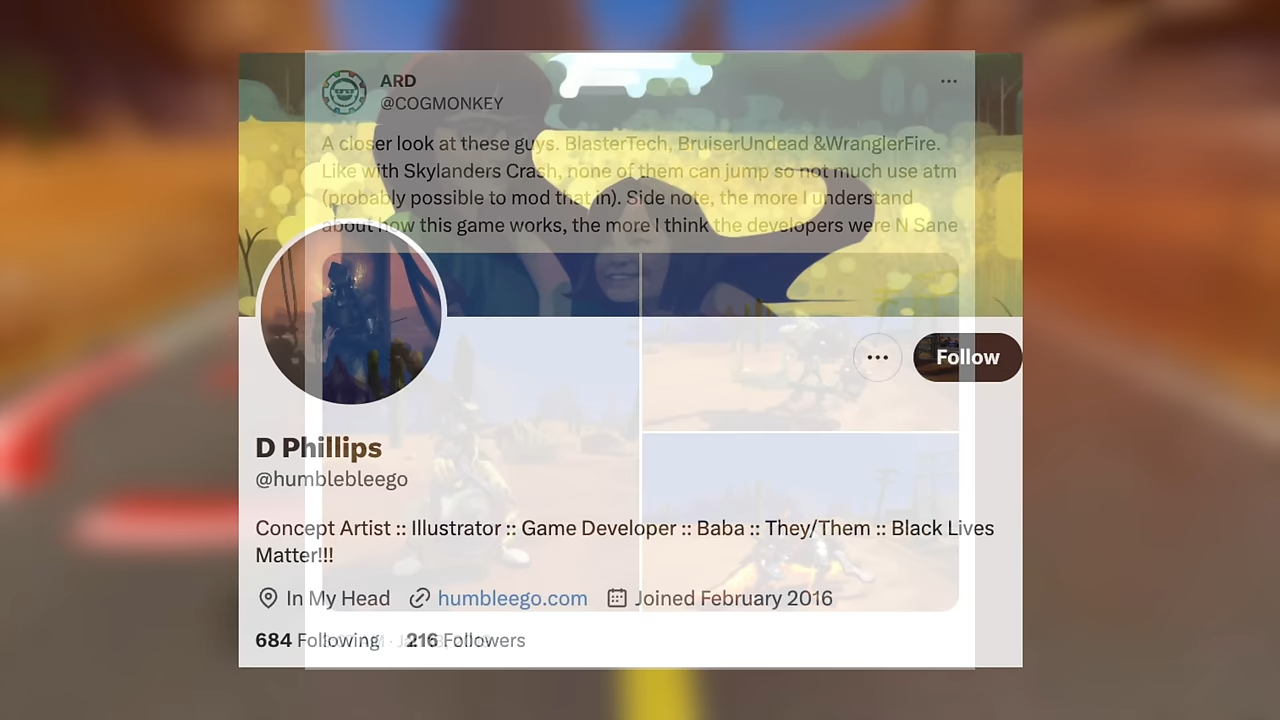 ARD
@COGMONKEY
A closer look at these guys. BlasterTech, BruiserUndead &WranglerFire.
Like with Skylanders Crash, none of them can jump so not much use atm
(probably possible to mod that in). Side note, the more I understand
about how this game works, the more I think the developers were N Sane
Follow
D Phillips
@humblebleego
Concept Artist :: Illustrator :: Game Developer :: Baba :: They/Them :: Black Lives
Matter!!!
In My Head humbleego.com Joined February 2016
684 Following 216 Followers